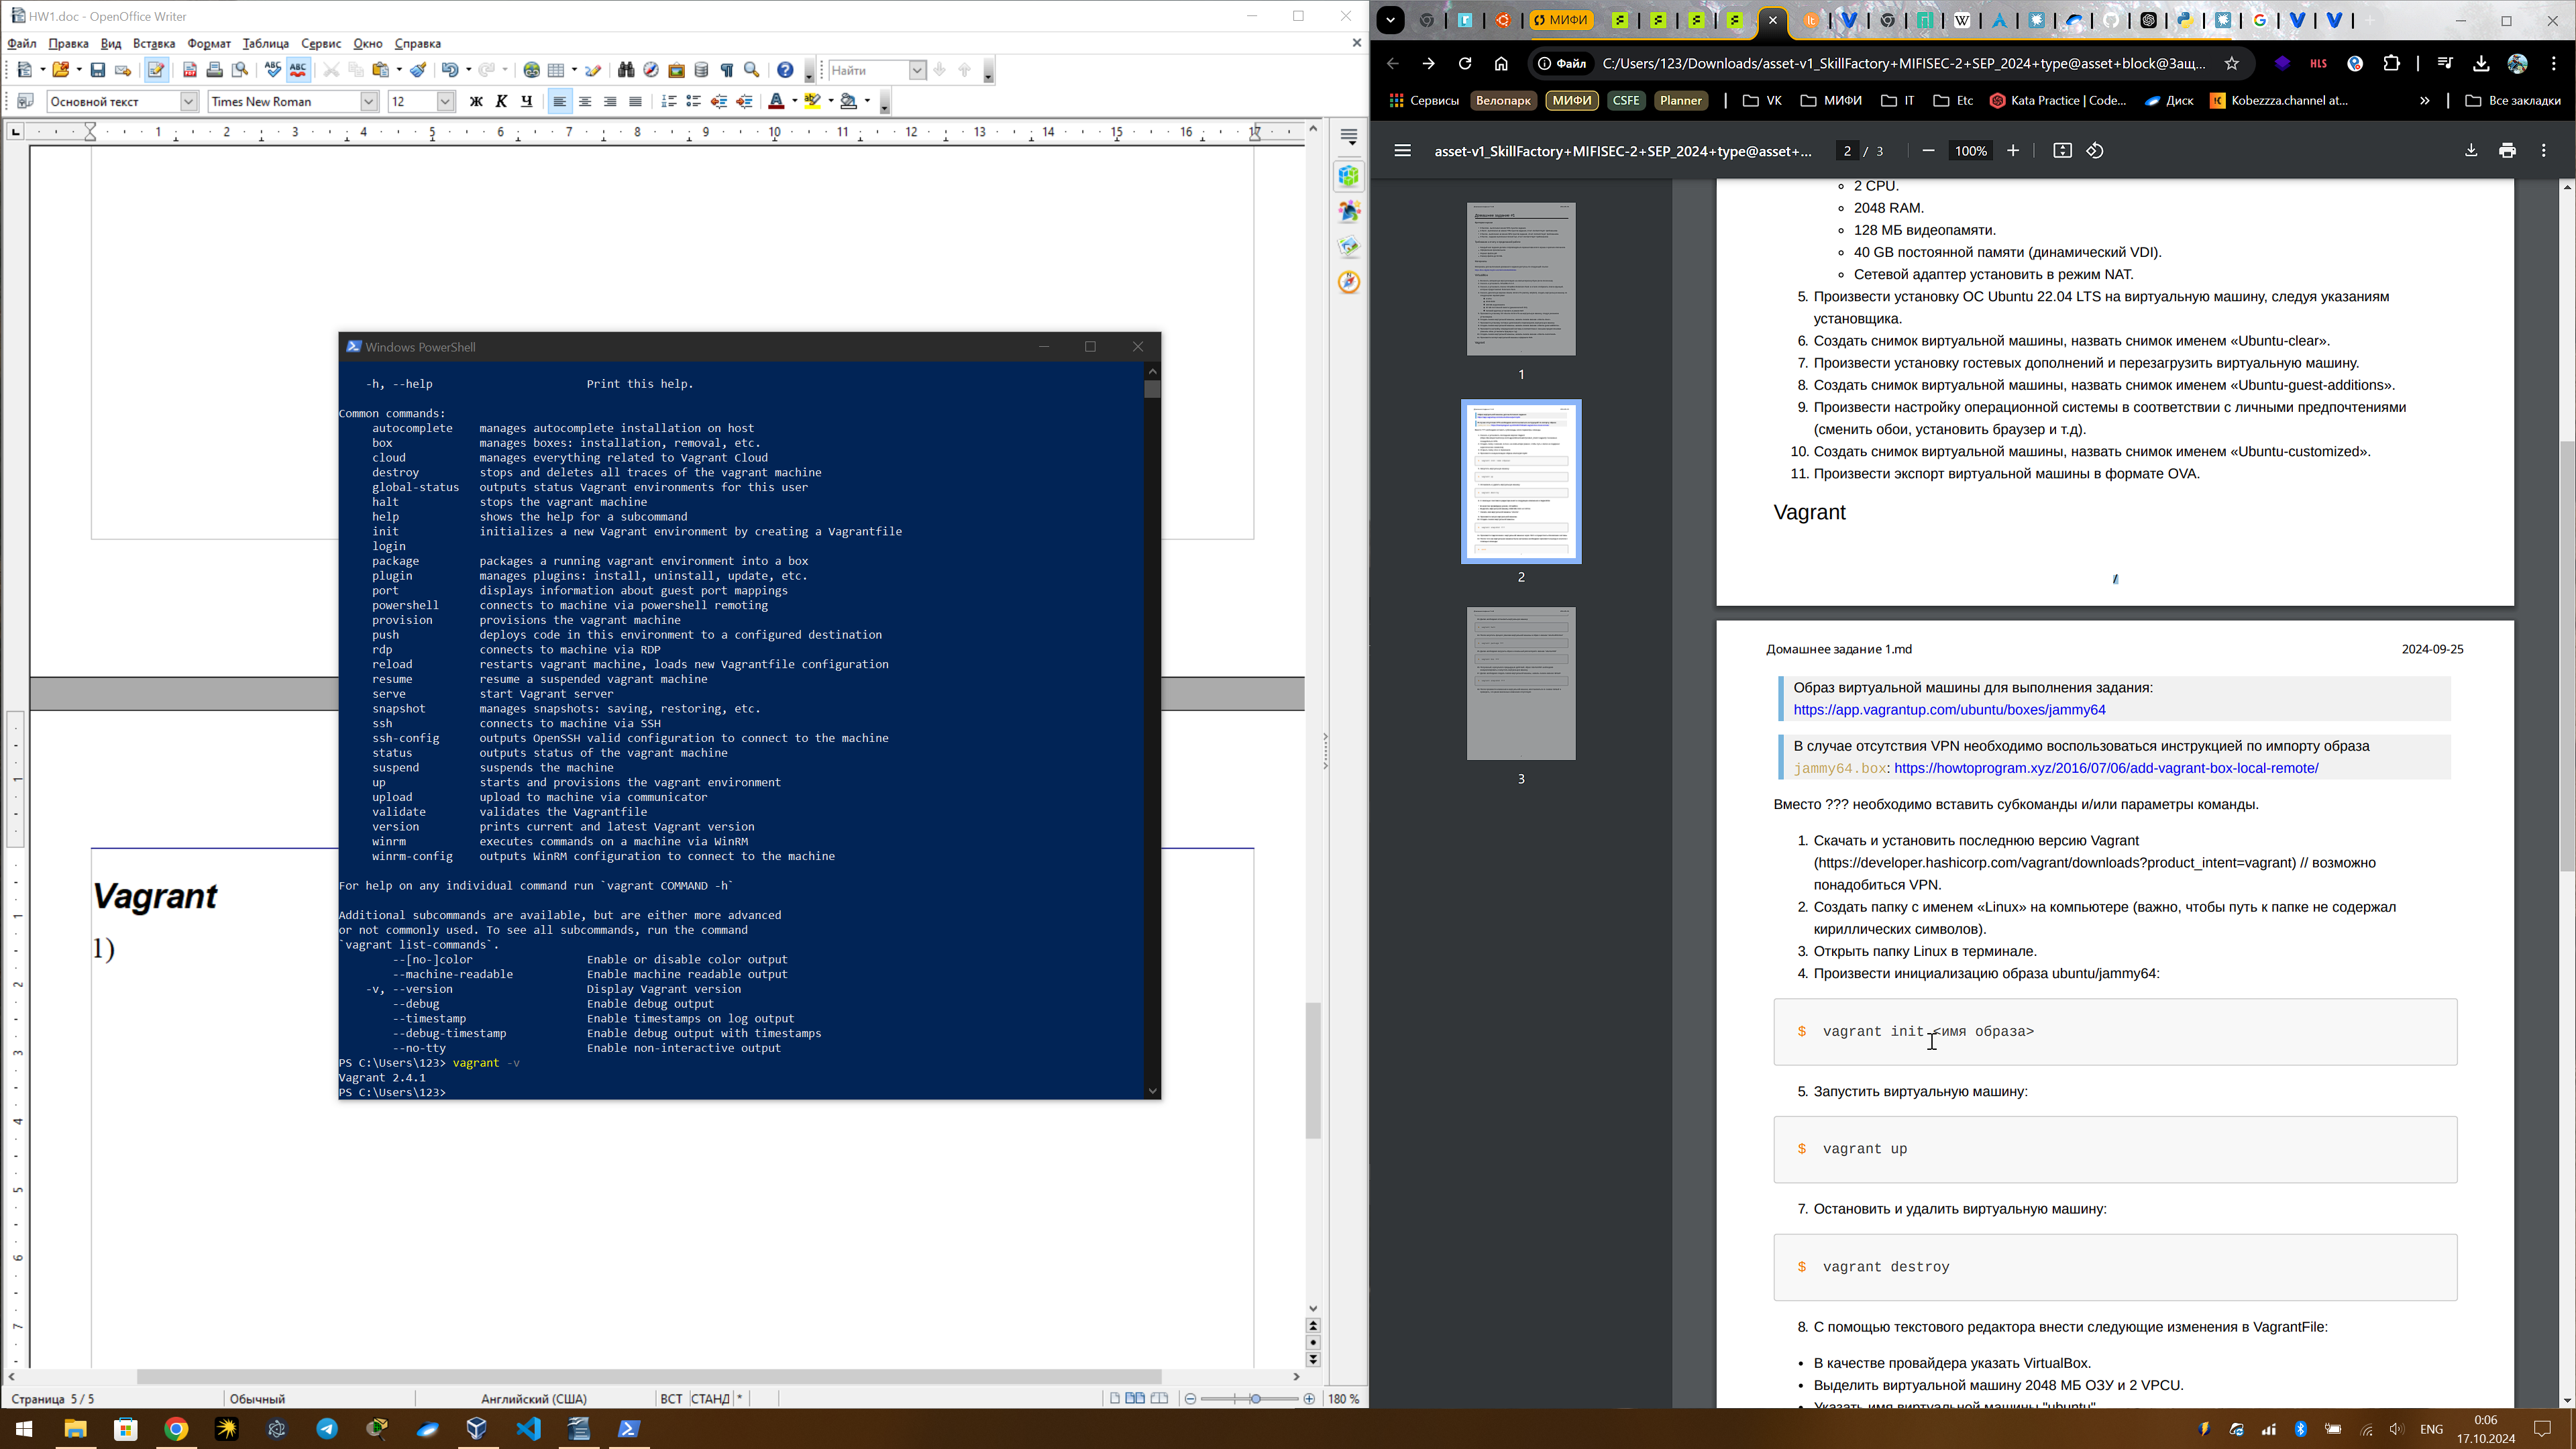 HW1.doc - OpenOffice Writer
Файл Правка Вид Вставка Формат Таблица Сервис Окно Справка
Найти
Основной текст Times New Roman 12 Ж К Ч
1 2 3 4 5 6 7 8 9 10 11 12 13 14 15 16 17
Vagrant
1)
Страница 5 / 5 Обычный Английский (США) ВСТ СТАНД * 180 %
Windows PowerShell
-h, --help Print this help.
Common commands:
autocomplete manages autocomplete installation on host
box manages boxes: installation, removal, etc.
cloud manages everything related to Vagrant Cloud
destroy stops and deletes all traces of the vagrant machine
global-status outputs status Vagrant environments for this user
halt stops the vagrant machine
help shows the help for a subcommand
init initializes a new Vagrant environment by creating a Vagrantfile
login
package packages a running vagrant environment into a box
plugin manages plugins: install, uninstall, update, etc.
port displays information about guest port mappings
powershell connects to machine via powershell remoting
provision provisions the vagrant machine
push deploys code in this environment to a configured destination
rdp connects to machine via RDP
reload restarts vagrant machine, loads new Vagrantfile configuration
resume resume a suspended vagrant machine
serve start Vagrant server
snapshot manages snapshots: saving, restoring, etc.
ssh connects to machine via SSH
ssh-config outputs OpenSSH valid configuration to connect to the machine
status outputs status of the vagrant machine
suspend suspends the machine
up starts and provisions the vagrant environment
upload upload to machine via communicator
validate validates the Vagrantfile
version prints current and latest Vagrant version
winrm executes commands on a machine via WinRM
winrm-config outputs WinRM configuration to connect to the machine
For help on any individual command run `vagrant COMMAND -h`
Additional subcommands are available, but are either more advanced
or not commonly used. To see all subcommands, run the command
`vagrant list-commands`.
--[no-]color Enable or disable color output
--machine-readable Enable machine readable output
-v, --version Display Vagrant version
--debug Enable debug output
--timestamp Enable timestamps on log output
--debug-timestamp Enable debug output with timestamps
--no-tty Enable non-interactive output
PS C:\Users\123> vagrant -v
Vagrant 2.4.1
PS C:\Users\123>
МИФИ
Файл C:/Users/123/Downloads/asset-v1_SkillFactory+MIFISEC-2+SEP_2024+type@asset+block@3ащ...
Сервисы Велопарк МИФИ CSFE Planner VK МИФИ IT Etc Kata Practice | Code... Диск Kobezzza.channel at... » Все закладки
asset-v1_SkillFactory+MIFISEC-2+SEP_2024+type@asset+... 2 / 3 100%
1
2
3
2 CPU.
2048 RAM.
128 МБ видеопамяти.
40 GB постоянной памяти (динамический VDI).
Сетевой адаптер установить в режим NAT.
5. Произвести установку ОС Ubuntu 22.04 LTS на виртуальную машину, следуя указаниям
установщика.
6. Создать снимок виртуальной машины, назвать снимок именем «Ubuntu-clear».
7. Произвести установку гостевых дополнений и перезагрузить виртуальную машину.
8. Создать снимок виртуальной машины, назвать снимок именем «Ubuntu-guest-additions».
9. Произвести настройку операционной системы в соответствии с личными предпочтениями
(сменить обои, установить браузер и т.д).
10. Создать снимок виртуальной машины, назвать снимок именем «Ubuntu-customized».
11. Произвести экспорт виртуальной машины в формате OVA.
Vagrant
Домашнее задание 1.md 2024-09-25
Образ виртуальной машины для выполнения задания:
https://app.vagrantup.com/ubuntu/boxes/jammy64
В случае отсутствия VPN необходимо воспользоваться инструкцией по импорту образа
jammy64.box: https://howtoprogram.xyz/2016/07/06/add-vagrant-box-local-remote/
Вместо ??? необходимо вставить субкоманды и/или параметры команды.
1. Скачать и установить последнюю версию Vagrant
(https://developer.hashicorp.com/vagrant/downloads?product_intent=vagrant) // возможно
понадобиться VPN.
2. Создать папку с именем «Linux» на компьютере (важно, чтобы путь к папке не содержал
кириллических символов).
3. Открыть папку Linux в терминале.
4. Произвести инициализацию образа ubuntu/jammy64:
$ vagrant init <имя образа>
5. Запустить виртуальную машину:
$ vagrant up
7. Остановить и удалить виртуальную машину:
$ vagrant destroy
8. С помощью текстового редактора внести следующие изменения в VagrantFile:
• В качестве провайдера указать VirtualBox.
• Выделить виртуальной машину 2048 МБ ОЗУ и 2 VPCU.
• Указать имя виртуальной машины "ubuntu"
ENG 0:06
17.10.2024